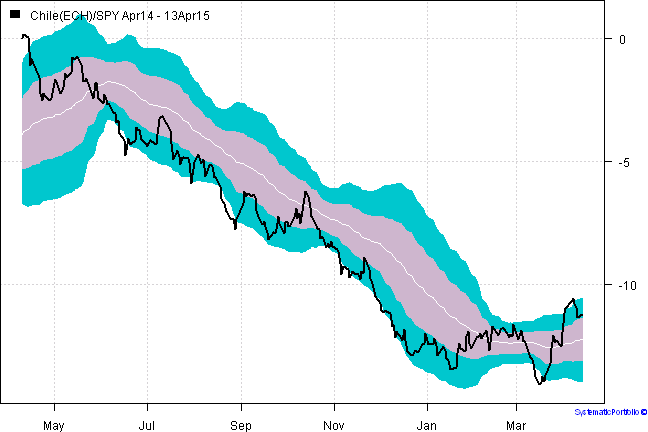 Chile(ECH)/SPY Apr14 - 13Apr15
0
-5
-10
May Jul Sep Nov Jan Mar
SystematicPortfolio ©